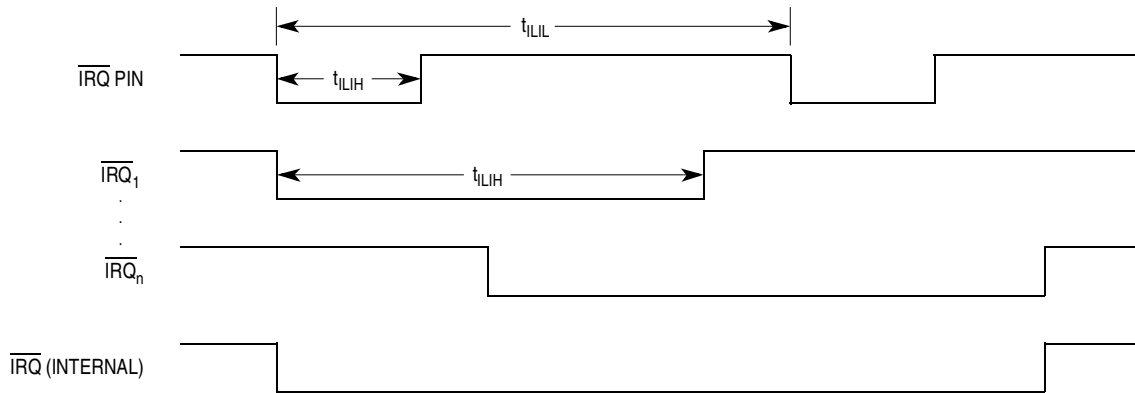 tILIL
IRQ PIN
tILIH
IRQ1
tILIH
.
.
.
IRQn
IRQ (INTERNAL)